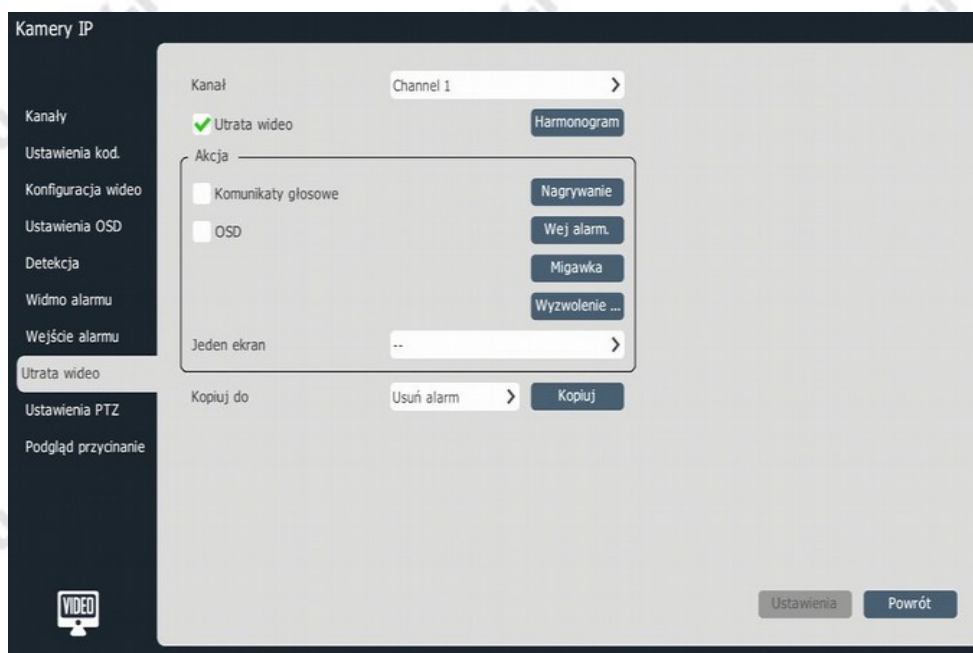 Kamery IP
Kanały
Ustawienia kod.
Konfiguracja wideo
Ustawienia OSD
Detekcja
Widmo alarmu
Wejście alarmu
Utrata wideo
Ustawienia PTZ
Podgląd przycinanie
VIDEO
Kanał Channel 1
Utrata wideo Harmonogram
Akcja
Komunikaty głosowe Nagrywanie
OSD Wej alarm.
Migawka
Wyzwolenie ...
Jeden ekran --
Kopiuj do Usuń alarm Kopiuj
Ustawienia Powrót